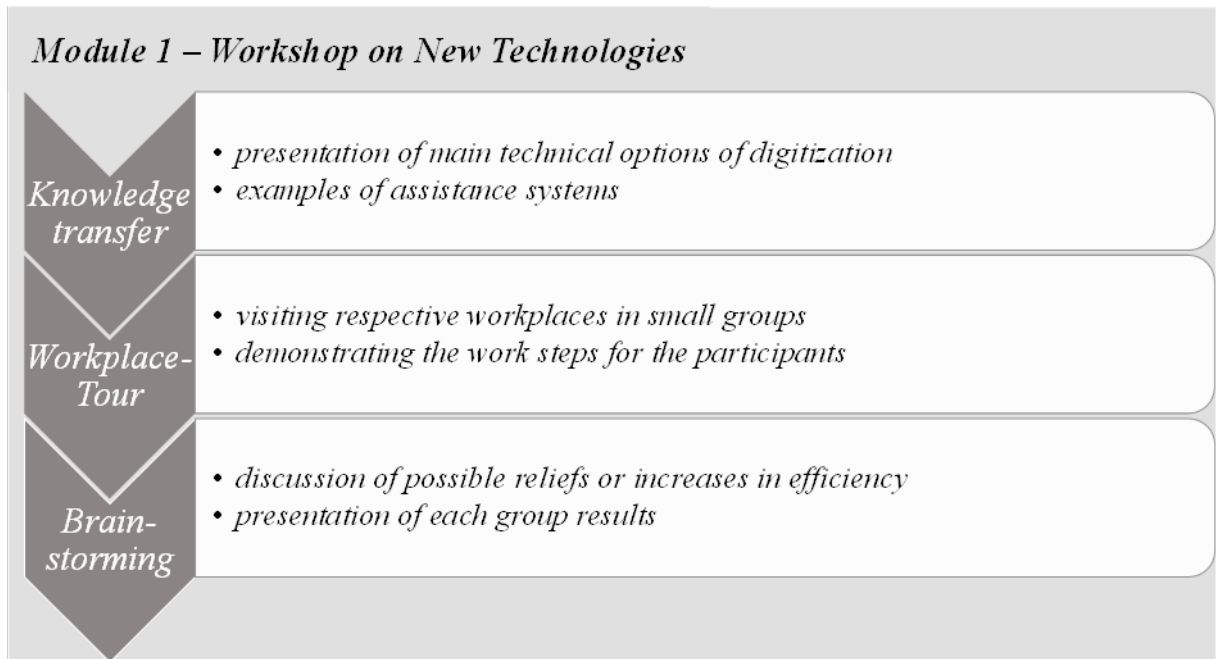 Module 1 – Workshop on New Technologies
Knowledge
transfer
• presentation of main technical options of digitization
• examples of assistance systems
Workplace-
Tour
• visiting respective workplaces in small groups
• demonstrating the work steps for the participants
Brain-
storming
• discussion of possible reliefs or increases in efficiency
• presentation of each group results